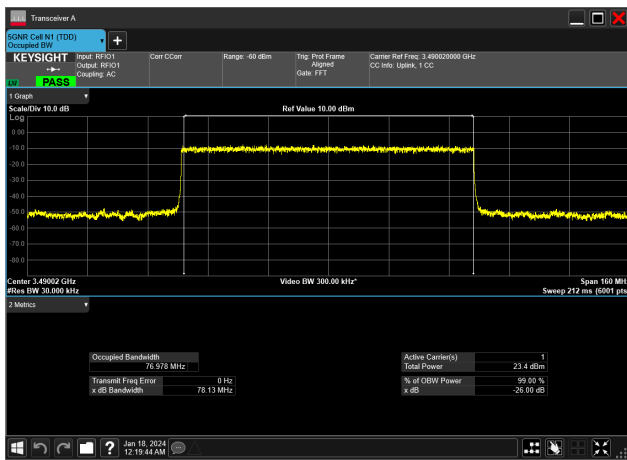 Transceiver A
5GNR Cell N1 (TDD)
Occupied BW
KEYSIGHT
PASS
Input: RFIO1
Output: RFIO1
Coupling: AC
Corr CCorr
Range: -60 dBm
Trig: Prot Frame
Aligned
Gate: FFT
Carrier Ref Freq: 3.490020000 GHz
CC Info: Uplink, 1 CC
1 Graph
Scale/Div 10.0 dB
Ref Value 10.00 dBm
Log
0.00
-10.0
-20.0
-30.0
-40.0
-50.0
-60.0
-70.0
-80.0
Center 3.49002 GHz
#Res BW 30.000 kHz
Video BW 300.00 kHz*
Span 160 MH
Sweep 212 ms (6001 pts
2 Metrics
Occupied Bandwidth
76.978 MHz
Transmit Freq Error 0 Hz
x dB Bandwidth 78.13 MHz
Active Carrier(s) 1
Total Power 23.4 dBm
% of OBW Power 99.00 %
x dB -26.00 dB
Jan 18, 2024
12:19:44 AM